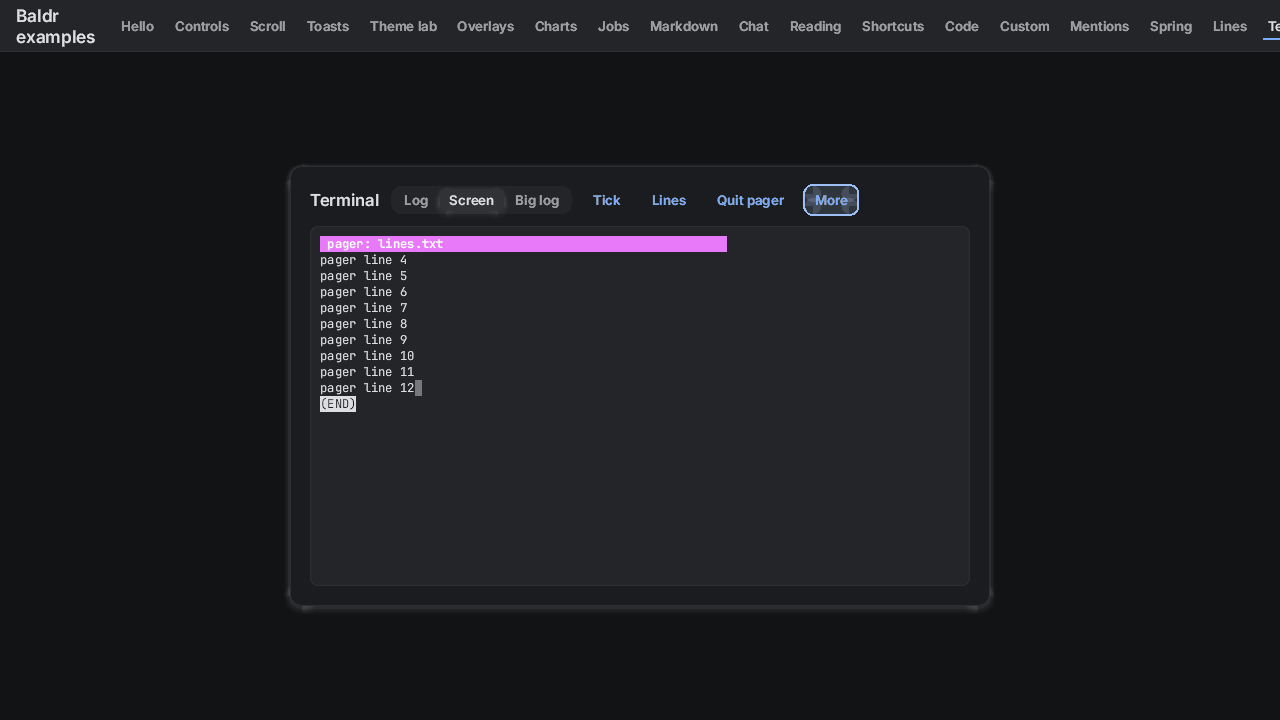 Baldr examples
Hello Controls Scroll Toasts Theme lab Overlays Charts Jobs Markdown Chat Reading Shortcuts Code Custom Mentions Spring Lines
Terminal Log Screen Big log Tick Lines Quit pager More
pager: lines.txt
pager line 4
pager line 5
pager line 6
pager line 7
pager line 8
pager line 9
pager line 10
pager line 11
pager line 12
(END)